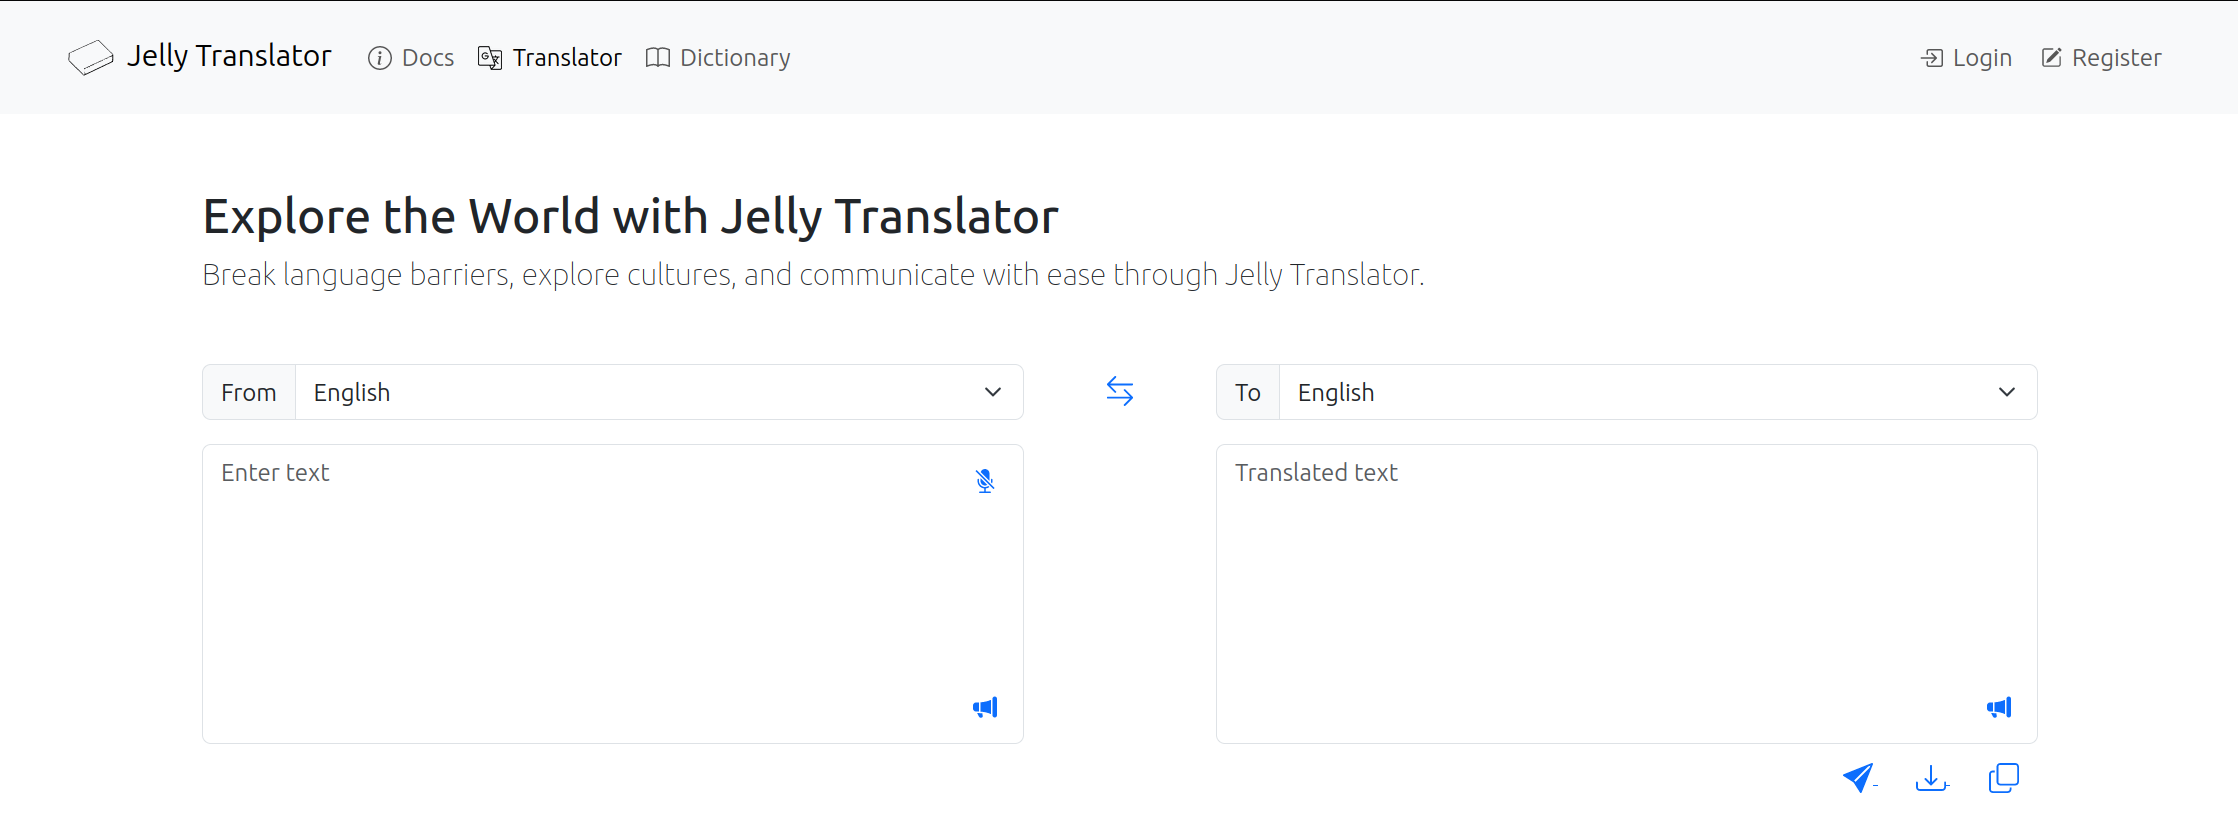 Jelly Translator Docs Translator Dictionary Login Register
Explore the World with Jelly Translator
Break language barriers, explore cultures, and communicate with ease through Jelly Translator.
From English To English
Enter text Translated text